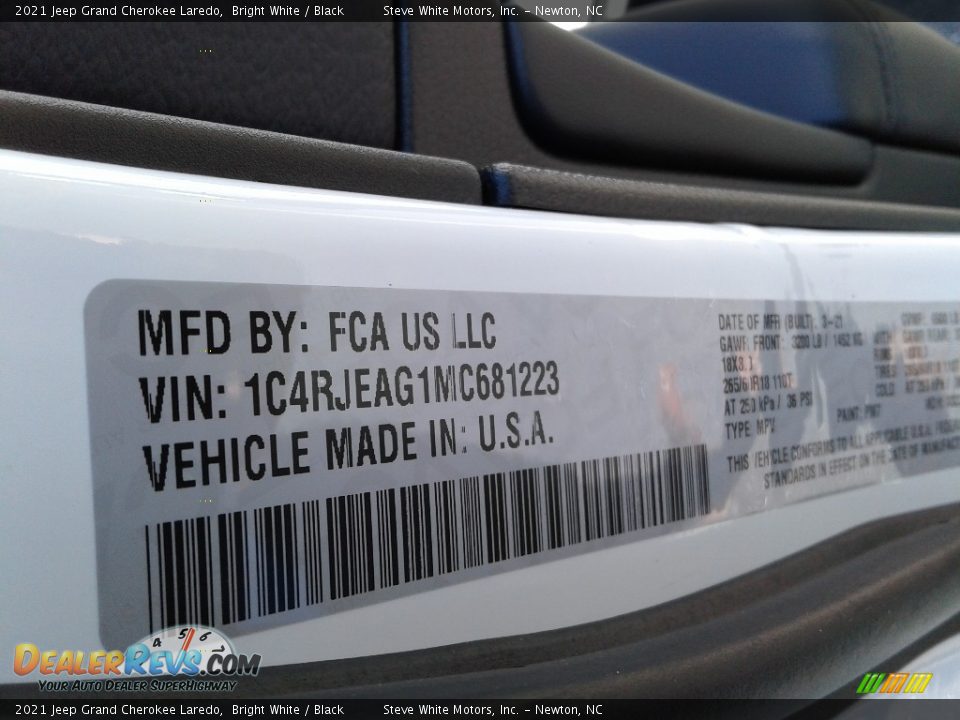 2021 Jeep Grand Cherokee Laredo, Bright White / Black Steve White Motors, Inc. - Newton, NC
MFD BY: FCA US LLC
VIN: 1C4RJEAG1MC681223
VEHICLE MADE IN: U.S.A.
DATE OF MFR (BUILT) 3-21
GAWR FRONT: 3200 LB / 1452 KG
265/60R18 110T
AT 250 kPa / 36 PSI
TYPE: MPV
PAINT: PW7
THIS VEHICLE CONFORMS TO ALL APPLICABLE U.S.A.
STANDARDS IN EFFECT ON THE DATE OF
4 5 6 7
DealerRevs.com
Your Auto Dealer SuperHighway
2021 Jeep Grand Cherokee Laredo, Bright White / Black Steve White Motors, Inc. - Newton, NC